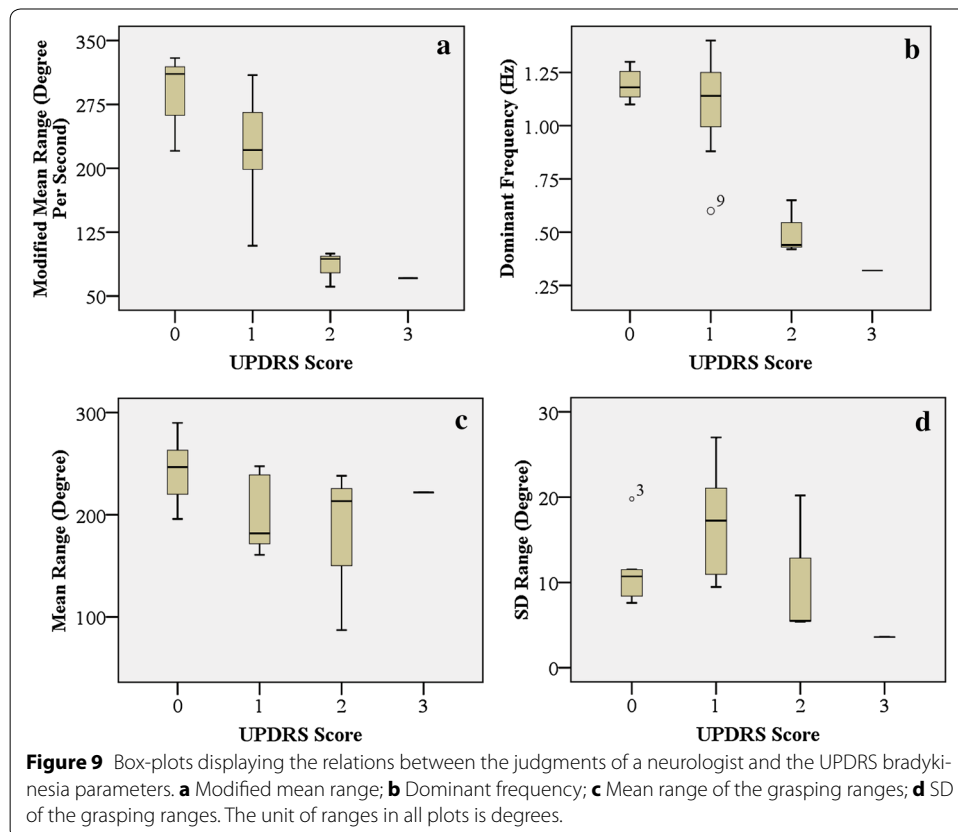 a
Modified Mean Range (Degree
Per Second)
350
275
200
125
50
0 1 2 3
UPDRS Score
b
Dominant Frequency (Hz)
1.25
1.00
.75
.50
.25
9
0 1 2 3
UPDRS Score
c
Mean Range (Degree)
300
200
100
0 1 2 3
UPDRS Score
d
SD Range (Degree)
30
20
10
0
3
0 1 2 3
UPDRS Score
Figure 9 Box-plots displaying the relations between the judgments of a neurologist and the UPDRS bradyki-
nesia parameters. a Modified mean range; b Dominant frequency; c Mean range of the grasping ranges; d SD
of the grasping ranges. The unit of ranges in all plots is degrees.